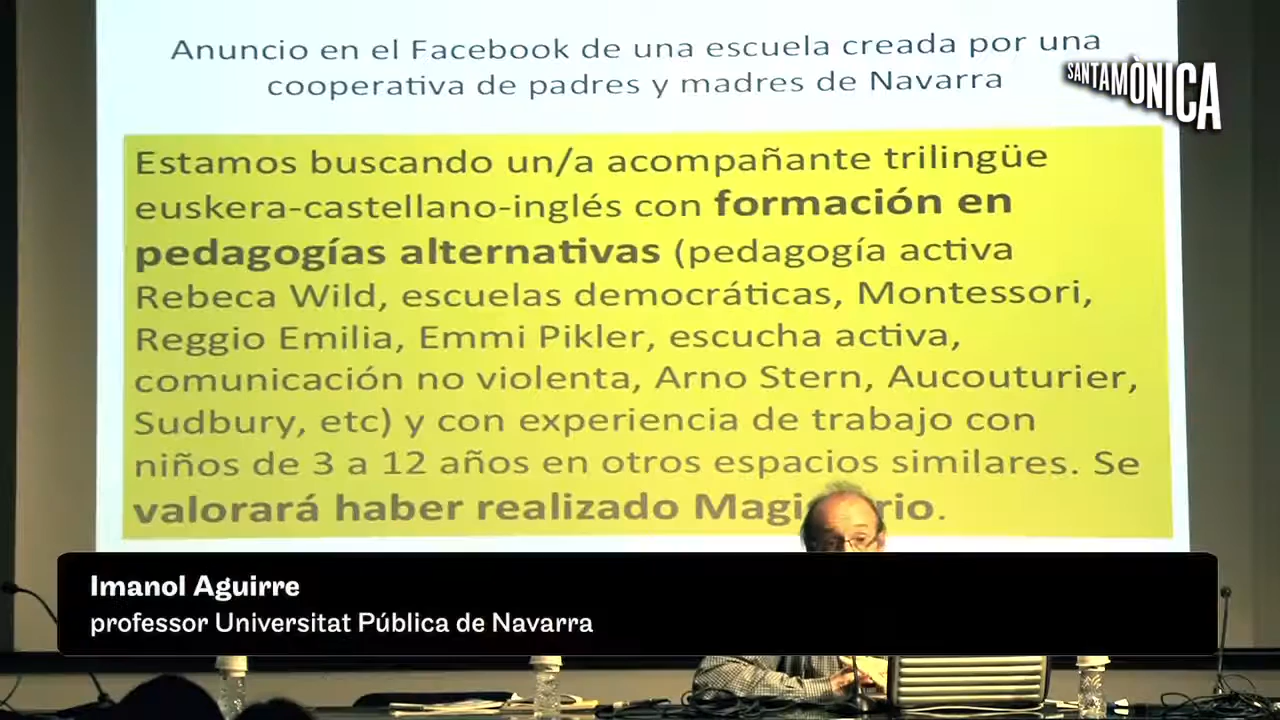 Anuncio en el Facebook de una escuela creada por una
cooperativa de padres y madres de Navarra
SANTAMÒNICA
Estamos buscando un/a acompañante trilingüe
euskera-castellano-inglés con formación en
pedagogías alternativas (pedagogía activa
Rebeca Wild, escuelas democráticas, Montessori,
Reggio Emilia, Emmi Pikler, escucha activa,
comunicación no violenta, Arno Stern, Aucouturier,
Sudbury, etc) y con experiencia de trabajo con
niños de 3 a 12 años en otros espacios similares. Se
valorará haber realizado
Imanol Aguirre
professor Universitat Pública de Navarra